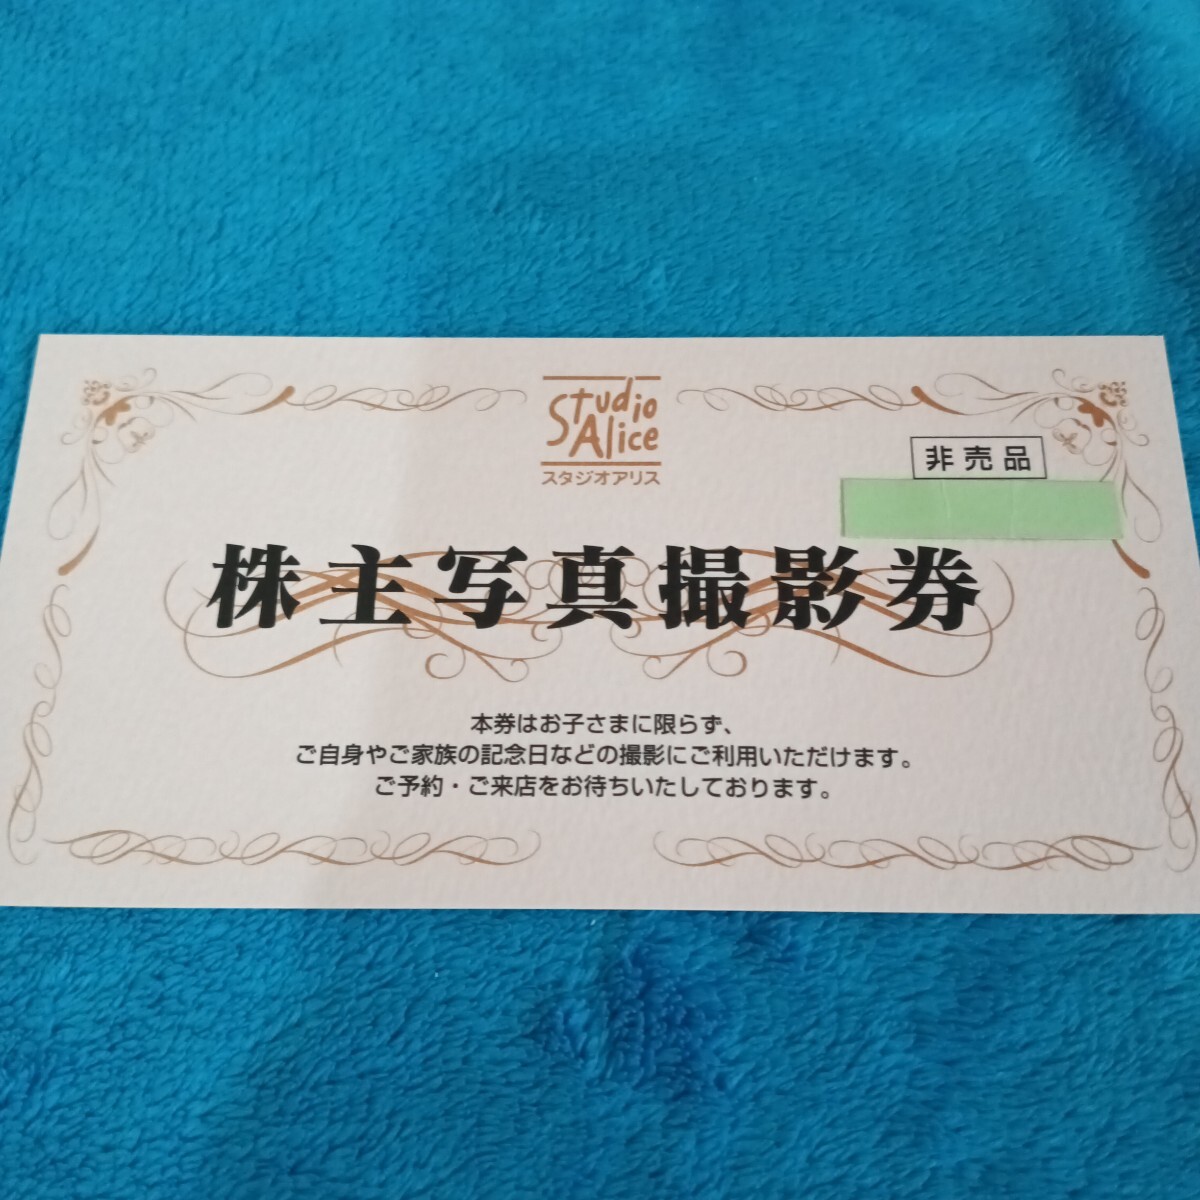 Studio
Alice
スタジオアリス
非売品
株主写真撮影券
本券はお子さまに限らず、
ご自身やご家族の記念日などの撮影にご利用いただけます。
ご予約・ご来店をお待ちいたしております。